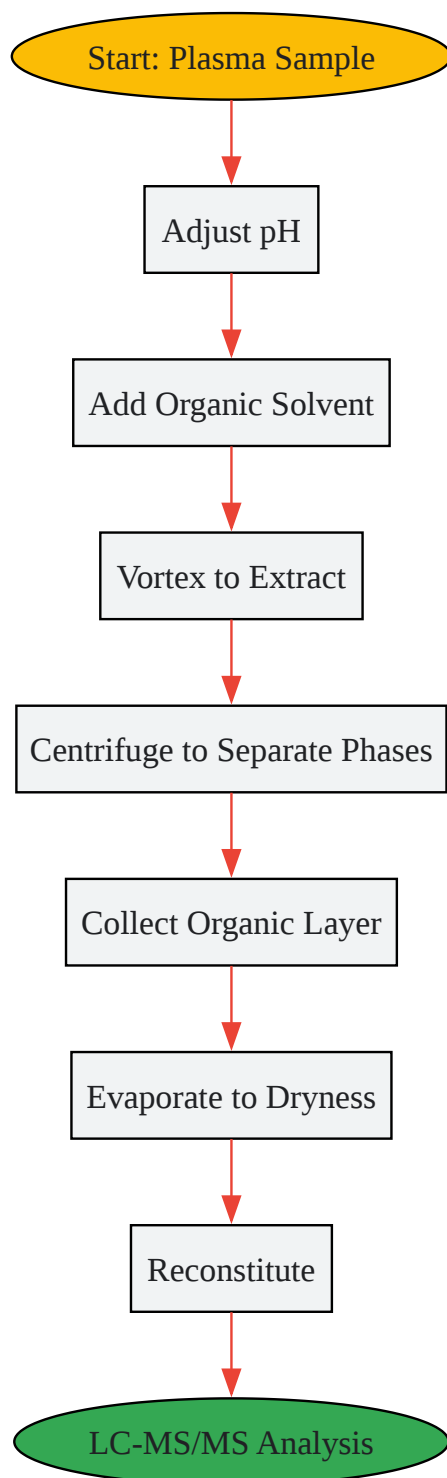 Start: Plasma Sample
Adjust pH
Add Organic Solvent
Vortex to Extract
Centrifuge to Separate Phases
Collect Organic Layer
Evaporate to Dryness
Reconstitute
LC-MS/MS Analysis